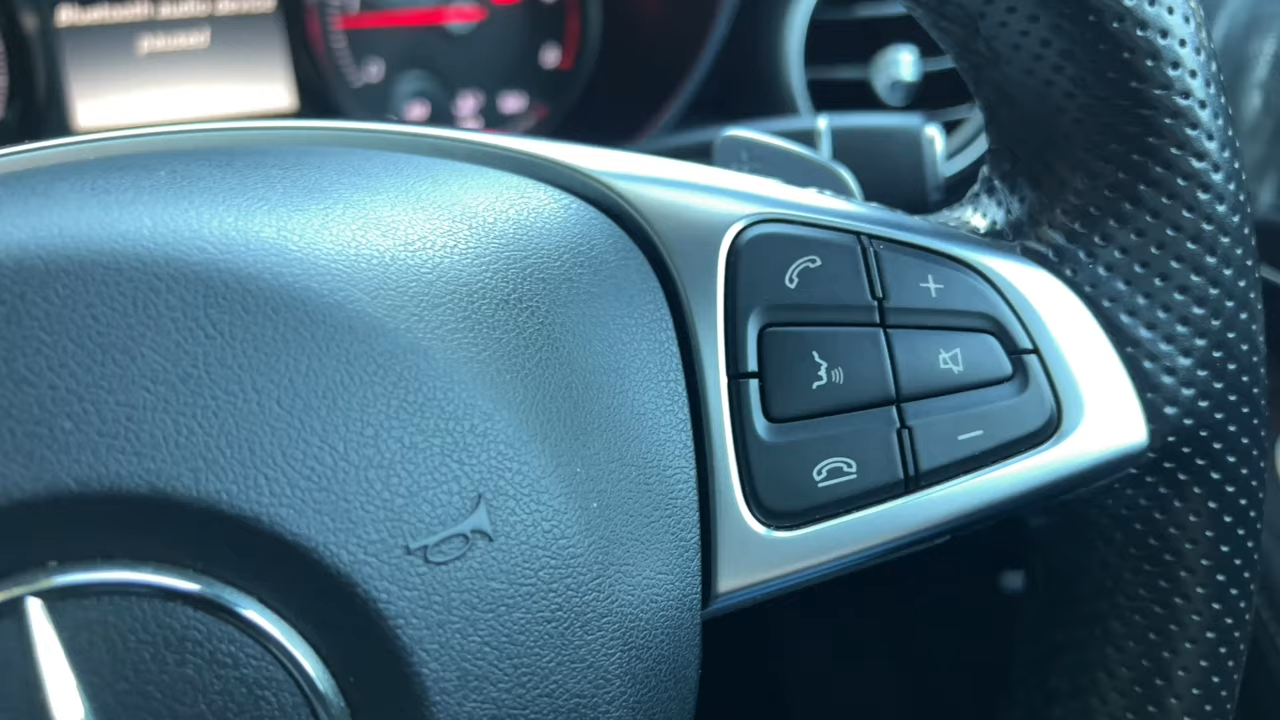 Bluetooth audio device
paused
+
−